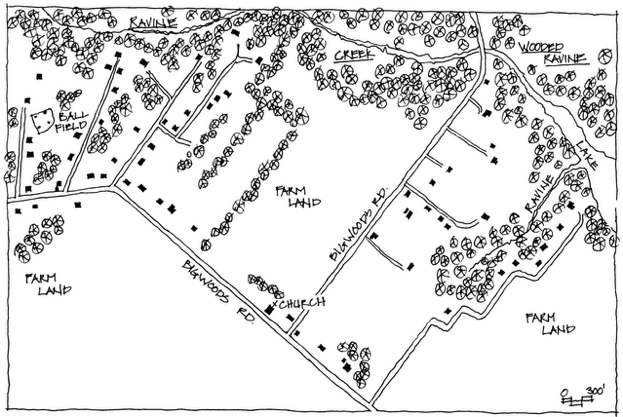 RAVINE
CREEK
WOODED
RAVINE
BALL
FIELD
LAKE
RAVINE
FARM
LAND
BIGWOODS RD.
FARM
LAND
BIGWOODS
RD.
CHURCH
FARM
LAND
0 300'